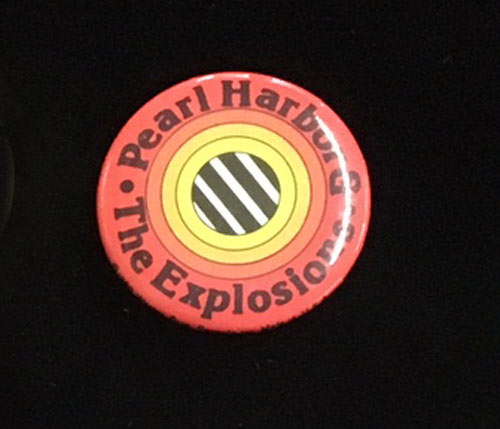 Pearl Harbor &
• The Explosions